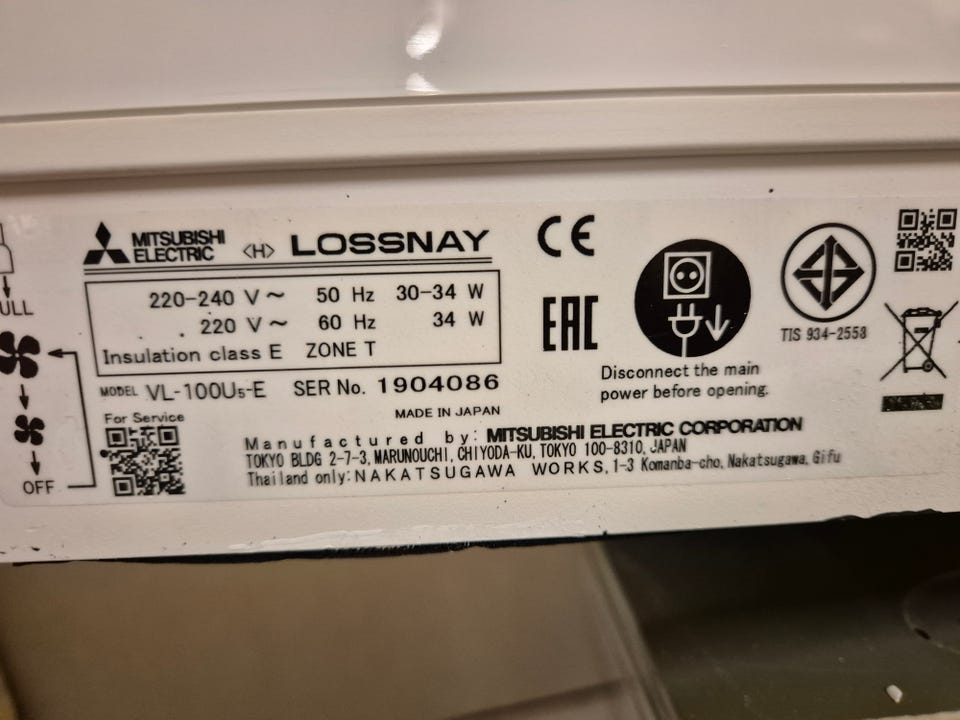 MITSUBISHI
ELECTRIC <H> LOSSNAY
220-240 V~ 50 Hz 30-34 W
220 V~ 60 Hz 34 W
Insulation class E ZONE T
MODEL VL-100U₅-E SER No. 1904086
MADE IN JAPAN
For Service
Manufactured by: MITSUBISHI ELECTRIC CORPORATION
TOKYO BLDG 2-7-3, MARUNOUCHI, CHIYODA-KU, TOKYO 100-8310, JAPAN
Thailand only: NAKATSUGAWA WORKS, 1-3 Komanba-cho, Nakatsugawa, Gifu
ULL
OFF
CE
EAC
Disconnect the main
power before opening.
TIS 934-2558